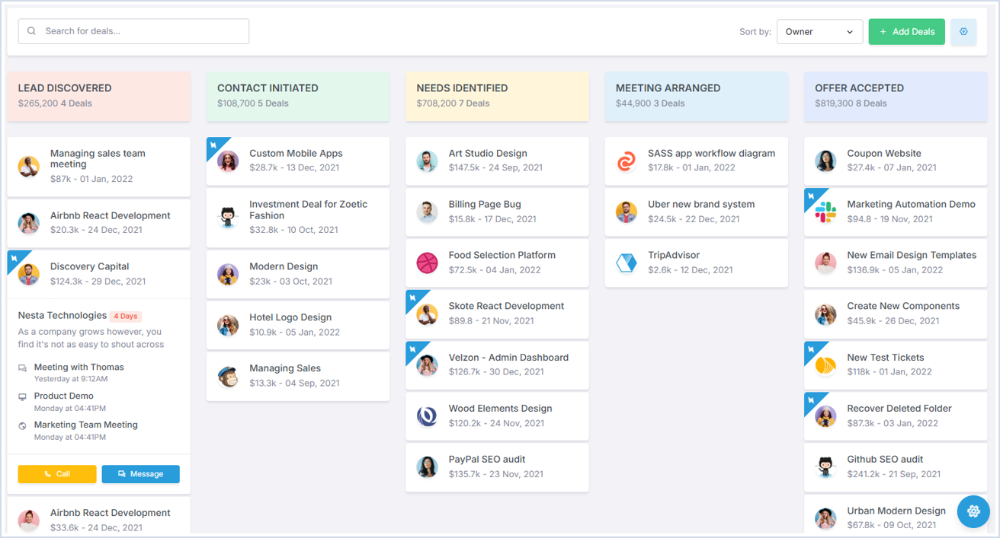 Search for deals...
Sort by:
Owner
+ Add Deals
LEAD DISCOVERED
$265,200 4 Deals
Managing sales team
meeting
$87k - 01 Jan, 2022
Airbnb React Development
$20.3k - 24 Dec, 2021
Discovery Capital
$124.3k - 29 Dec, 2021
Nesta Technologies 4 Days
As a company grows however, you
find it's not as easy to shout across
Meeting with Thomas
Yesterday at 9:12AM
Product Demo
Monday at 04:41PM
Marketing Team Meeting
Monday at 04:41PM
Call
Message
Airbnb React Development
$33.6k - 24 Dec, 2021
CONTACT INITIATED
$108,700 5 Deals
Custom Mobile Apps
$28.7k - 13 Dec, 2021
Investment Deal for Zoetic
Fashion
$32.8k - 10 Oct, 2021
Modern Design
$23k - 03 Oct, 2021
Hotel Logo Design
$10.9k - 05 Jan, 2022
Managing Sales
$13.3k - 04 Sep, 2021
NEEDS IDENTIFIED
$708,200 7 Deals
Art Studio Design
$147.5k - 24 Sep, 2021
Billing Page Bug
$15.8k - 17 Dec, 2021
Food Selection Platform
$72.5k - 04 Jan, 2022
Skote React Development
$89.8 - 21 Nov, 2021
Velzon - Admin Dashboard
$126.7k - 30 Dec, 2021
Wood Elements Design
$120.2k - 24 Nov, 2021
PayPal SEO audit
$135.7k - 23 Nov, 2021
MEETING ARRANGED
$44,900 3 Deals
SASS app workflow diagram
$17.8k - 01 Jan, 2022
Uber new brand system
$24.5k - 22 Dec, 2021
TripAdvisor
$2.6k - 12 Dec, 2021
OFFER ACCEPTED
$819,300 8 Deals
Coupon Website
$27.4k - 07 Jan, 2021
Marketing Automation Demo
$94.8 - 19 Nov, 2021
New Email Design Templates
$136.9k - 05 Jan, 2022
Create New Components
$45.9k - 26 Dec, 2021
New Test Tickets
$118k - 01 Jan, 2022
Recover Deleted Folder
$87.3k - 03 Jan, 2022
Github SEO audit
$241.2k - 21 Sep, 2021
Urban Modern Design
$67.8k - 09 Oct, 2021